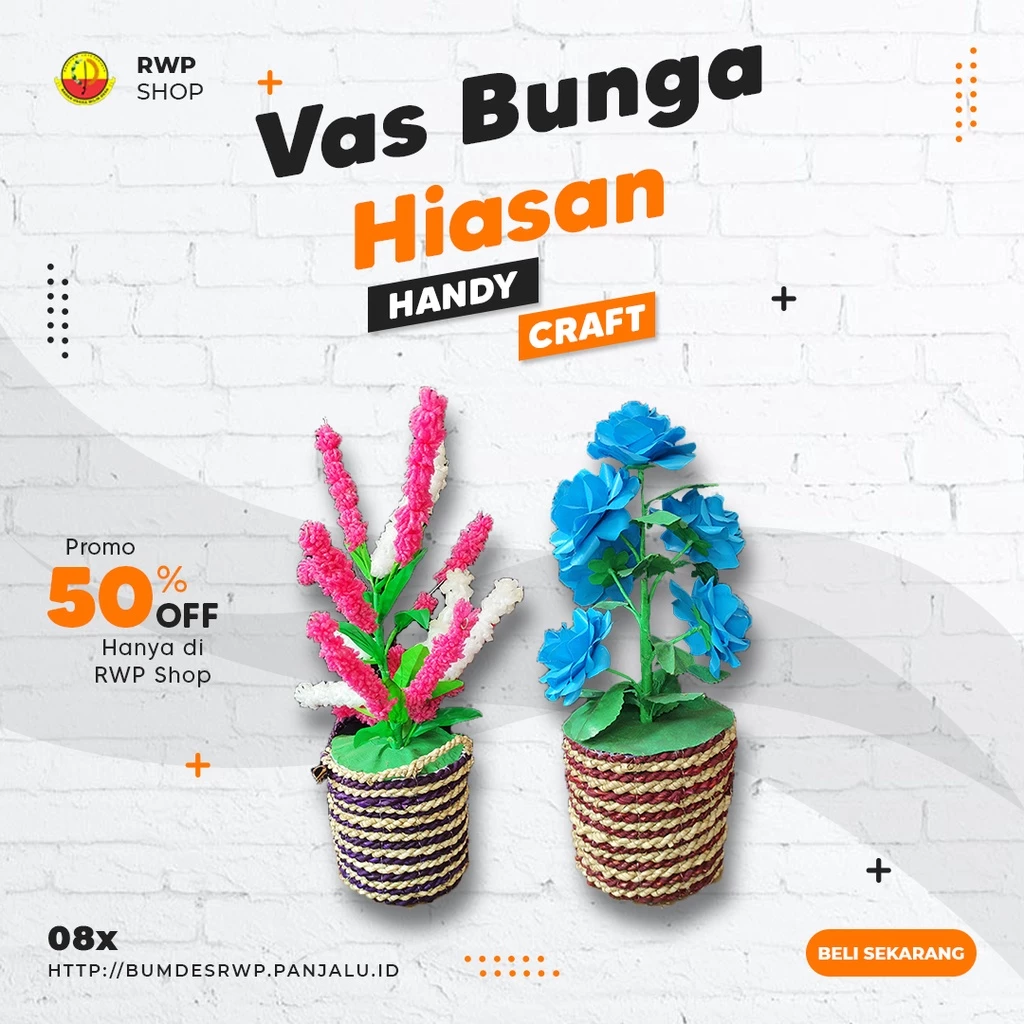 RWP
SHOP
Vas Bunga
Hiasan
HANDY
CRAFT
Promo
50%
OFF
Hanya di
RWP Shop
08x
HTTP://BUMDESRWP.PANJALU.ID
BELI SEKARANG